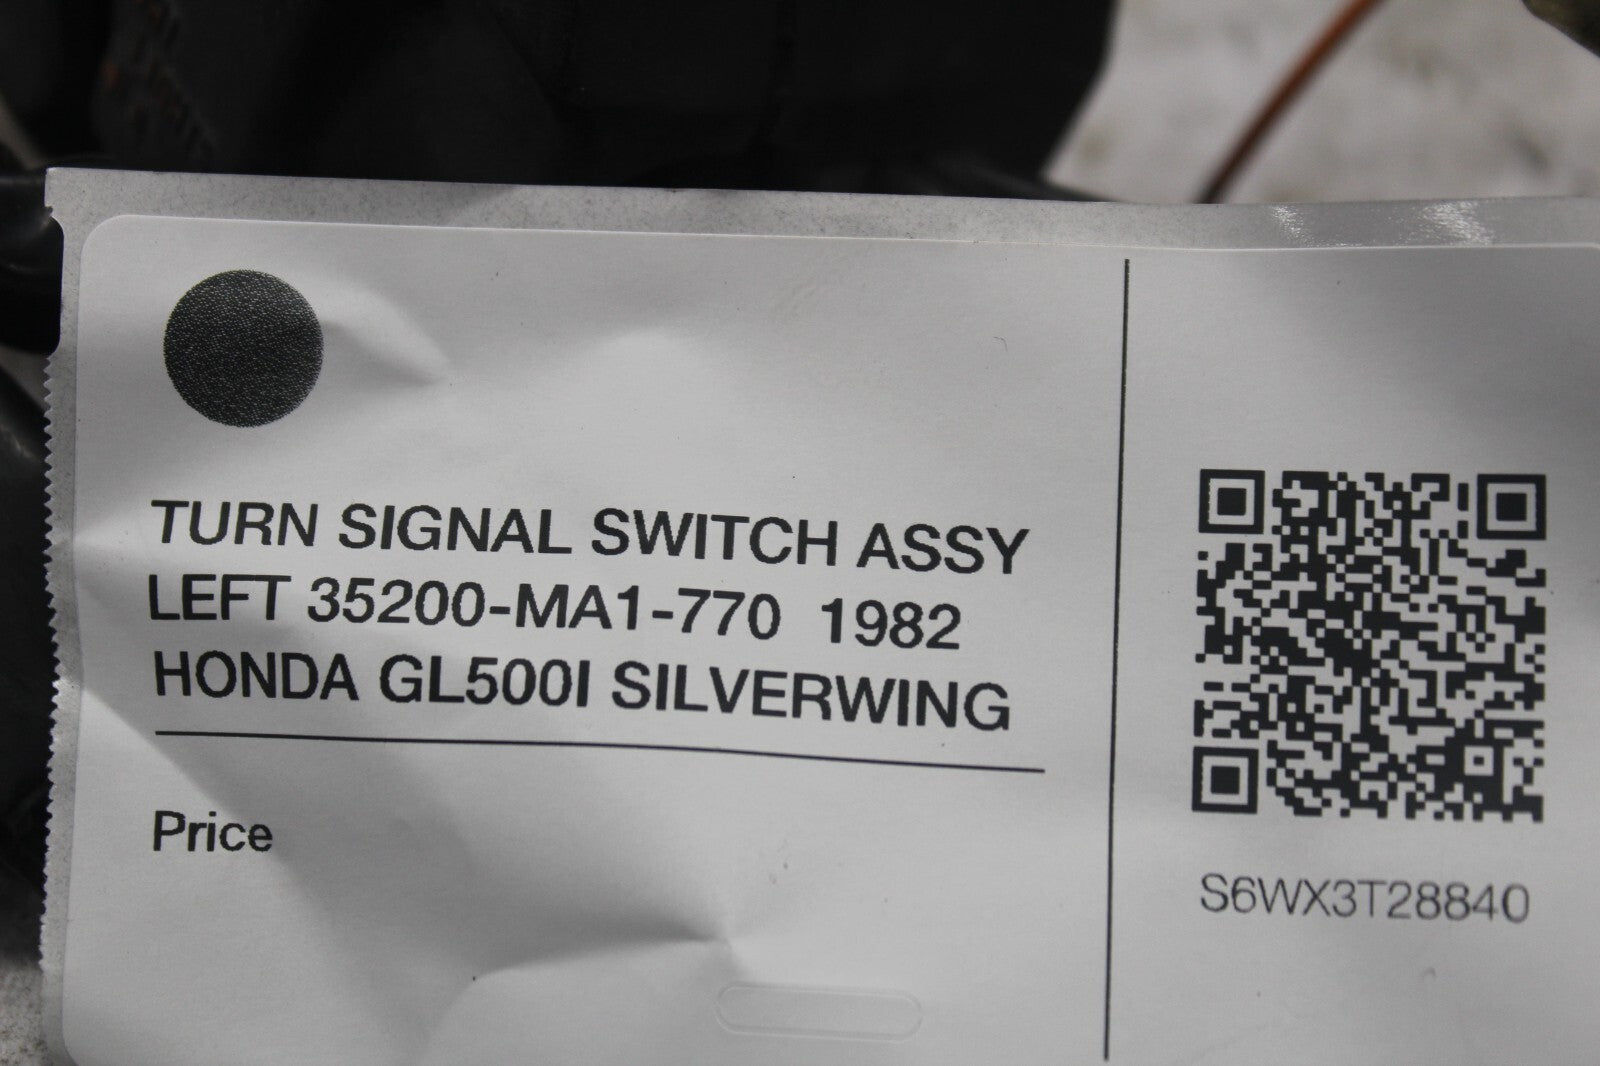 TURN SIGNAL SWITCH ASSY
LEFT 35200-MA1-770 1982
HONDA GL500I SILVERWING
Price
S6WX3T28840